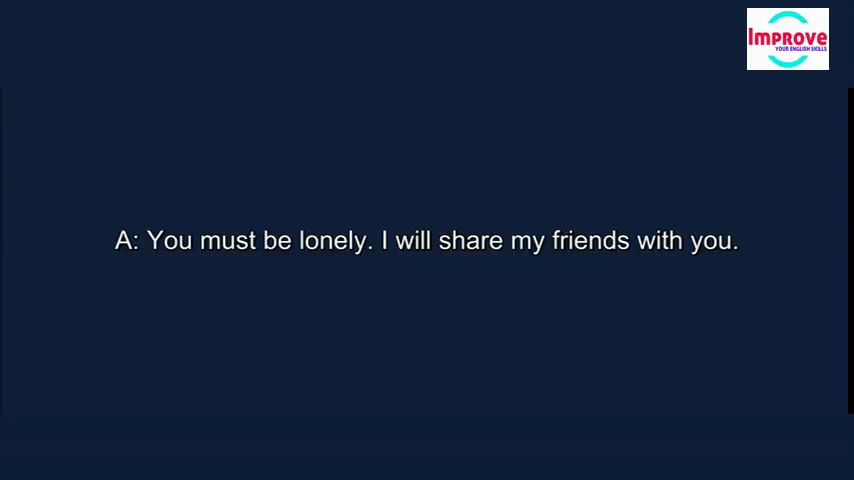 IMPROVE
YOUR ENGLISH SKILLS
A: You must be lonely. I will share my friends with you.